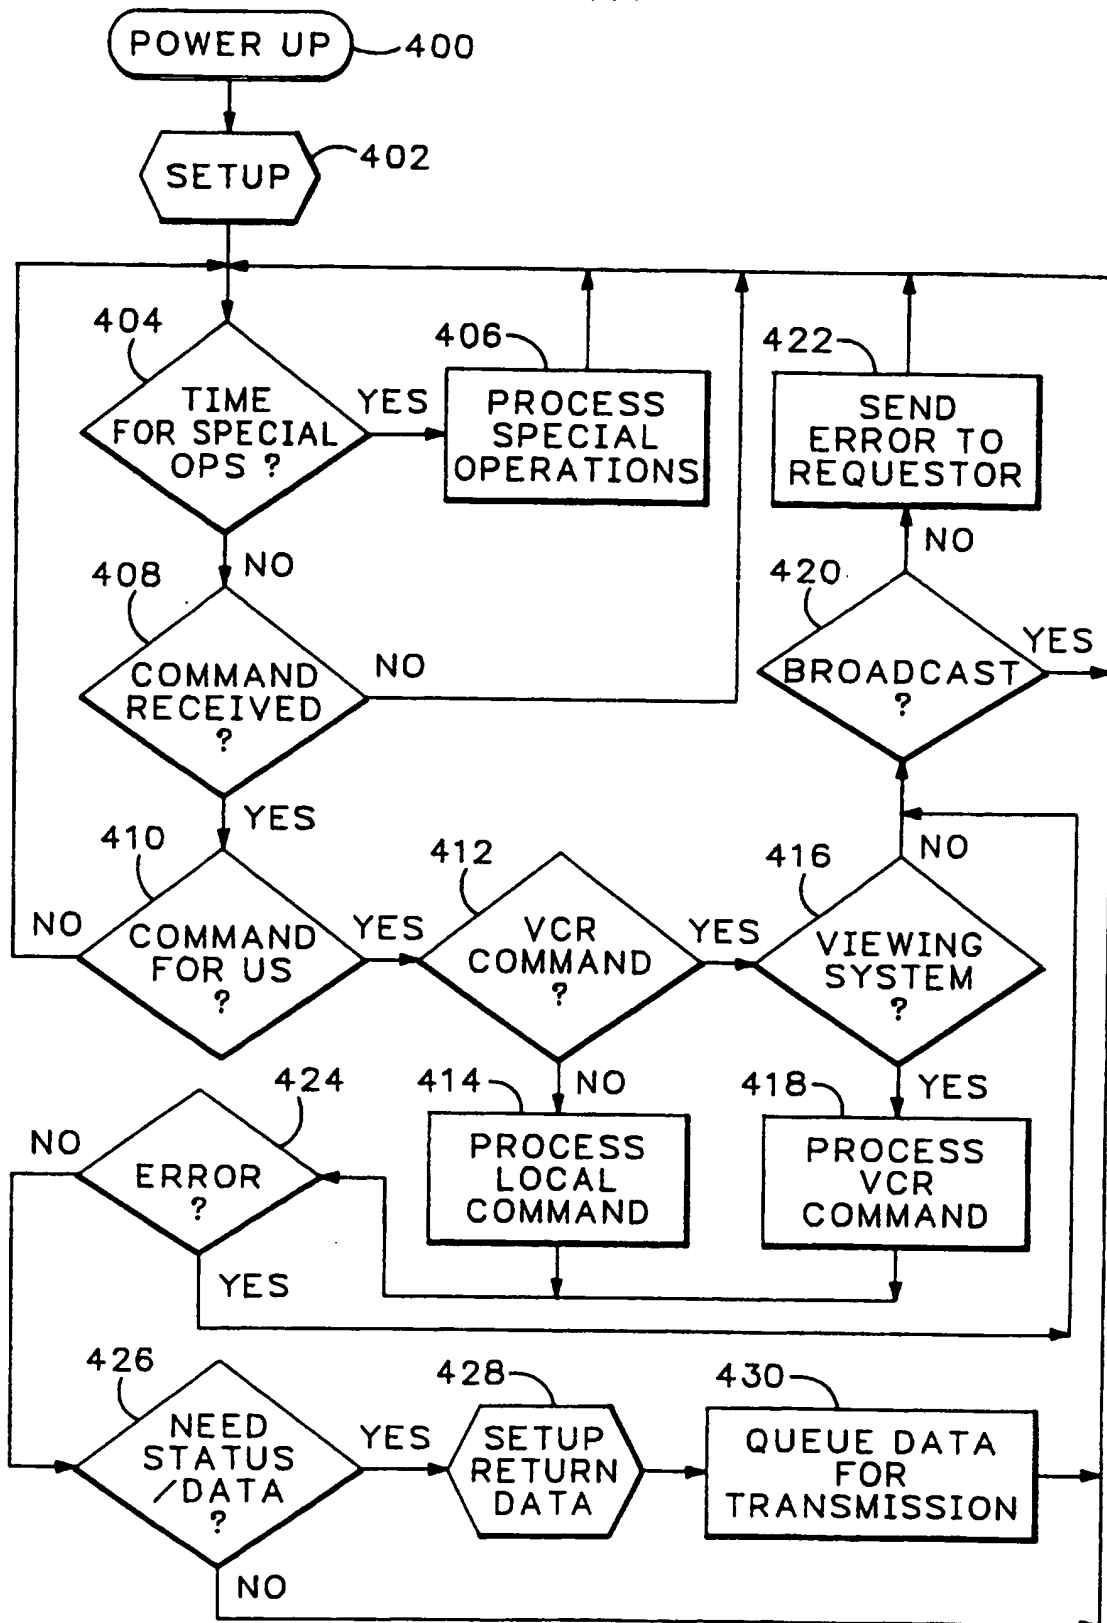 POWER UP
400
SETUP
402
404
TIME
FOR SPECIAL
OPS ?
YES
406
PROCESS
SPECIAL
OPERATIONS
422
SEND
ERROR TO
REQUESTOR
NO
NO
408
COMMAND
RECEIVED
?
NO
420
BROADCAST
?
YES
YES
410
COMMAND
FOR US
?
NO
YES
412
VCR
COMMAND
?
YES
416
VIEWING
SYSTEM
?
NO
NO
YES
424
ERROR
?
NO
YES
414
PROCESS
LOCAL
COMMAND
418
PROCESS
VCR
COMMAND
426
NEED
STATUS
/DATA
?
YES
NO
428
SETUP
RETURN
DATA
430
QUEUE DATA
FOR
TRANSMISSION